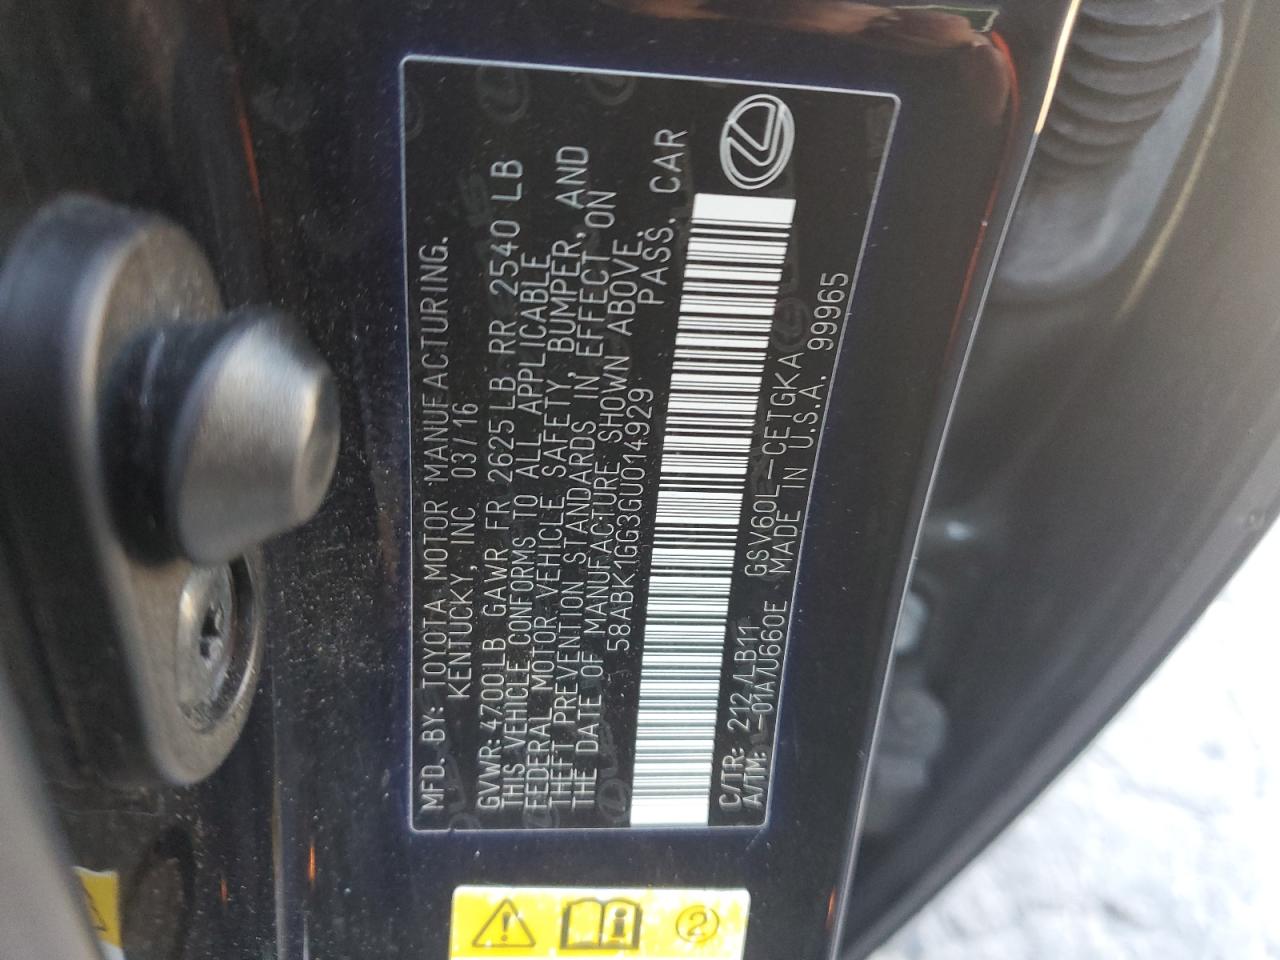 MFD. BY: TOYOTA MOTOR MANUFACTURING.
KENTUCKY, INC 03/16
GVWR: 4700LB GAWR FR 2625LB RR 2540 LB
THIS VEHICLE CONFORMS TO ALL APPLICABLE
FEDERAL MOTOR VEHICLE SAFETY, BUMPER, AND
THEFT PREVENTION STANDARDS IN EFFECT ON
THE DATE OF MANUFACTURE SHOWN ABOVE.
58ABK1GG3GU014929 PASS. CAR
C/TR: 212 /LB11 GSV60L-CETGKA
A/TM: -01A/U660E MADE IN U.S.A. 99965